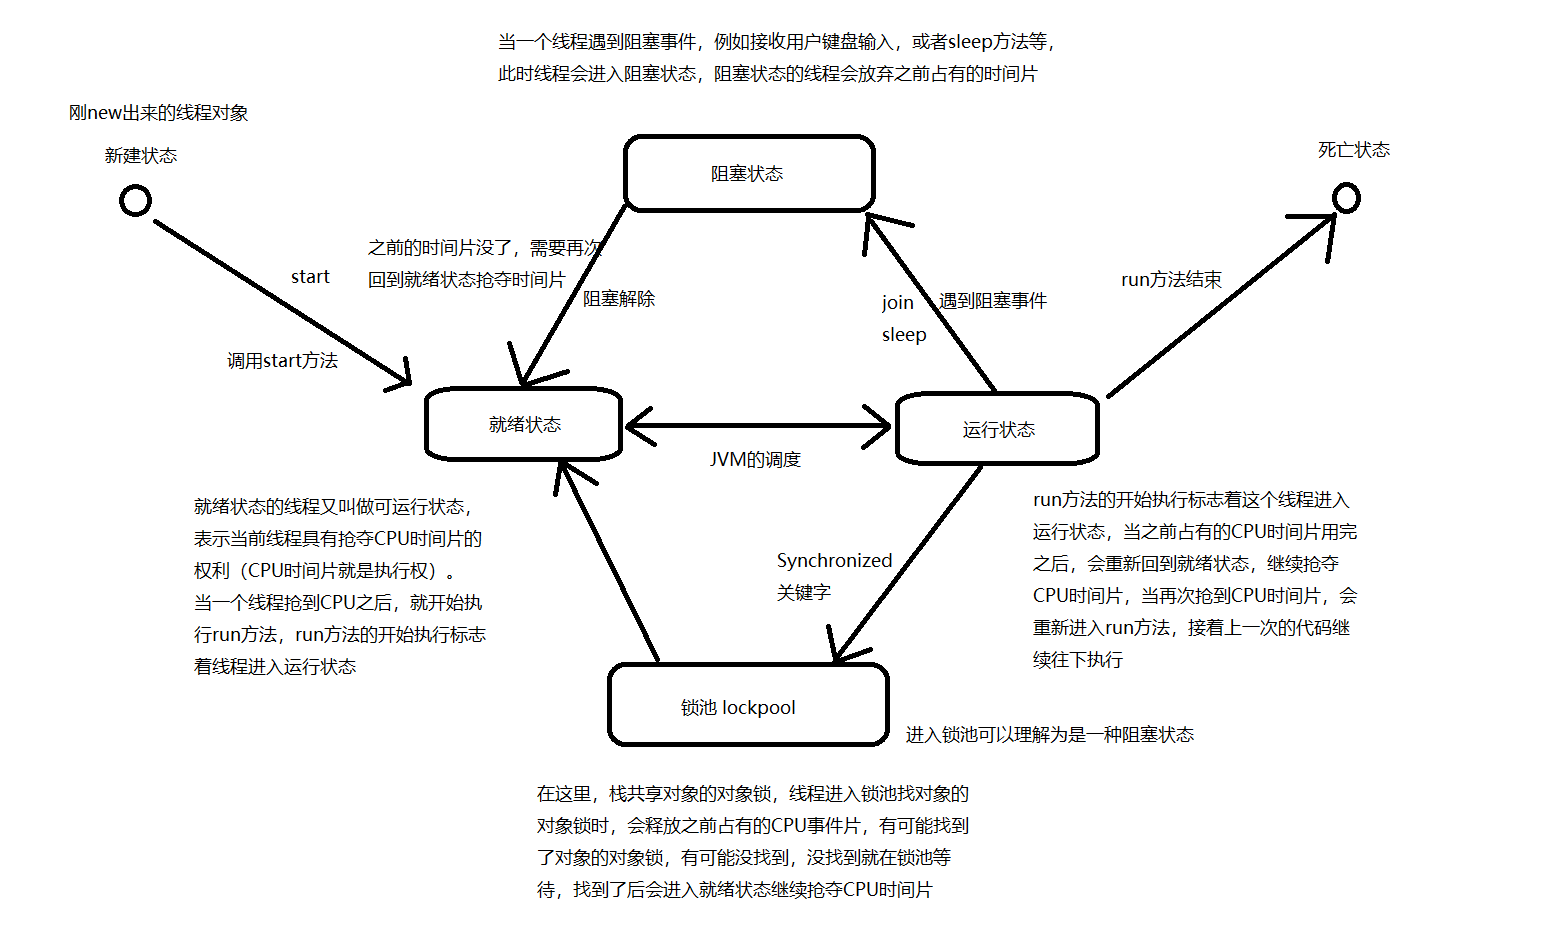 当一个线程遇到阻塞事件，例如接收用户键盘输入，或者sleep方法等，
此时线程会进入阻塞状态，阻塞状态的线程会放弃之前占有的时间片
刚new出来的线程对象
新建状态
死亡状态
阻塞状态
之前的时间片没了，需要再次
回到就绪状态抢夺时间片
start
阻塞解除
join
sleep
遇到阻塞事件
run方法结束
调用start方法
就绪状态
运行状态
JVM的调度
就绪状态的线程又叫做可运行状态，
表示当前线程具有抢夺CPU时间片的
权利（CPU时间片就是执行权）。
当一个线程抢到CPU之后，就开始执
行run方法，run方法的开始执行标志
着线程进入运行状态
run方法的开始执行标志着这个线程进入
运行状态，当之前占有的CPU时间片用完
之后，会重新回到就绪状态，继续抢夺
CPU时间片，当再次抢到CPU时间片，会
重新进入run方法，接着上一次的代码继
续往下执行
Synchronized
关键字
锁池 lockpool
进入锁池可以理解为是一种阻塞状态
在这里，栈共享对象的对象锁，线程进入锁池找对象的
对象锁时，会释放之前占有的CPU事件片，有可能找到
了对象的对象锁，有可能没找到，没找到就在锁池等
待，找到了后会进入就绪状态继续抢夺CPU时间片